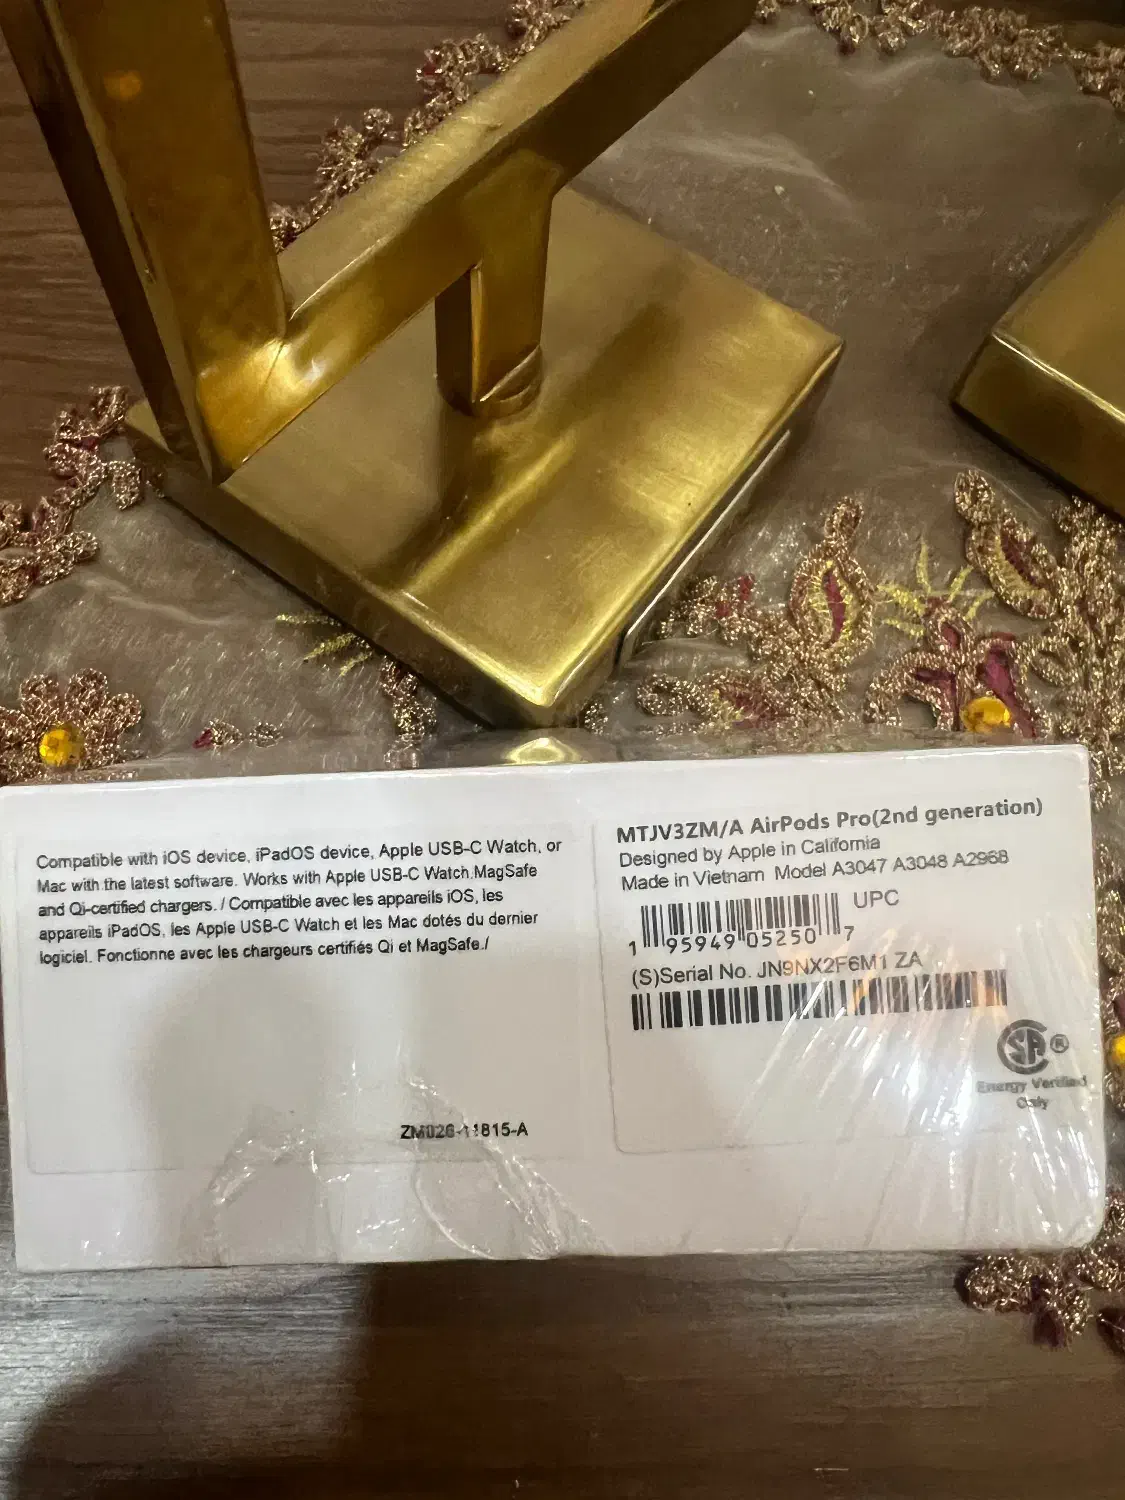 Compatible with iOS device, iPadOS device, Apple USB-C Watch, or
Mac with the latest software. Works with Apple USB-C Watch,MagSafe
and Qi-certified chargers. / Compatible avec les appareils iOS, les
appareils iPadOS, les Apple USB-C Watch et les Mac dotés du dernier
logiciel. Fonctionne avec les chargeurs certifiés Qi et MagSafe./
ZM026-11815-A
MTJV3ZM/A AirPods Pro(2nd generation)
Designed by Apple in California
Made in Vietnam Model A3047 A3048 A2968
UPC
1 95949 05250 7
(S)Serial No. JN9NX2F6M1 ZA
SA ®
Energy Verified
Only